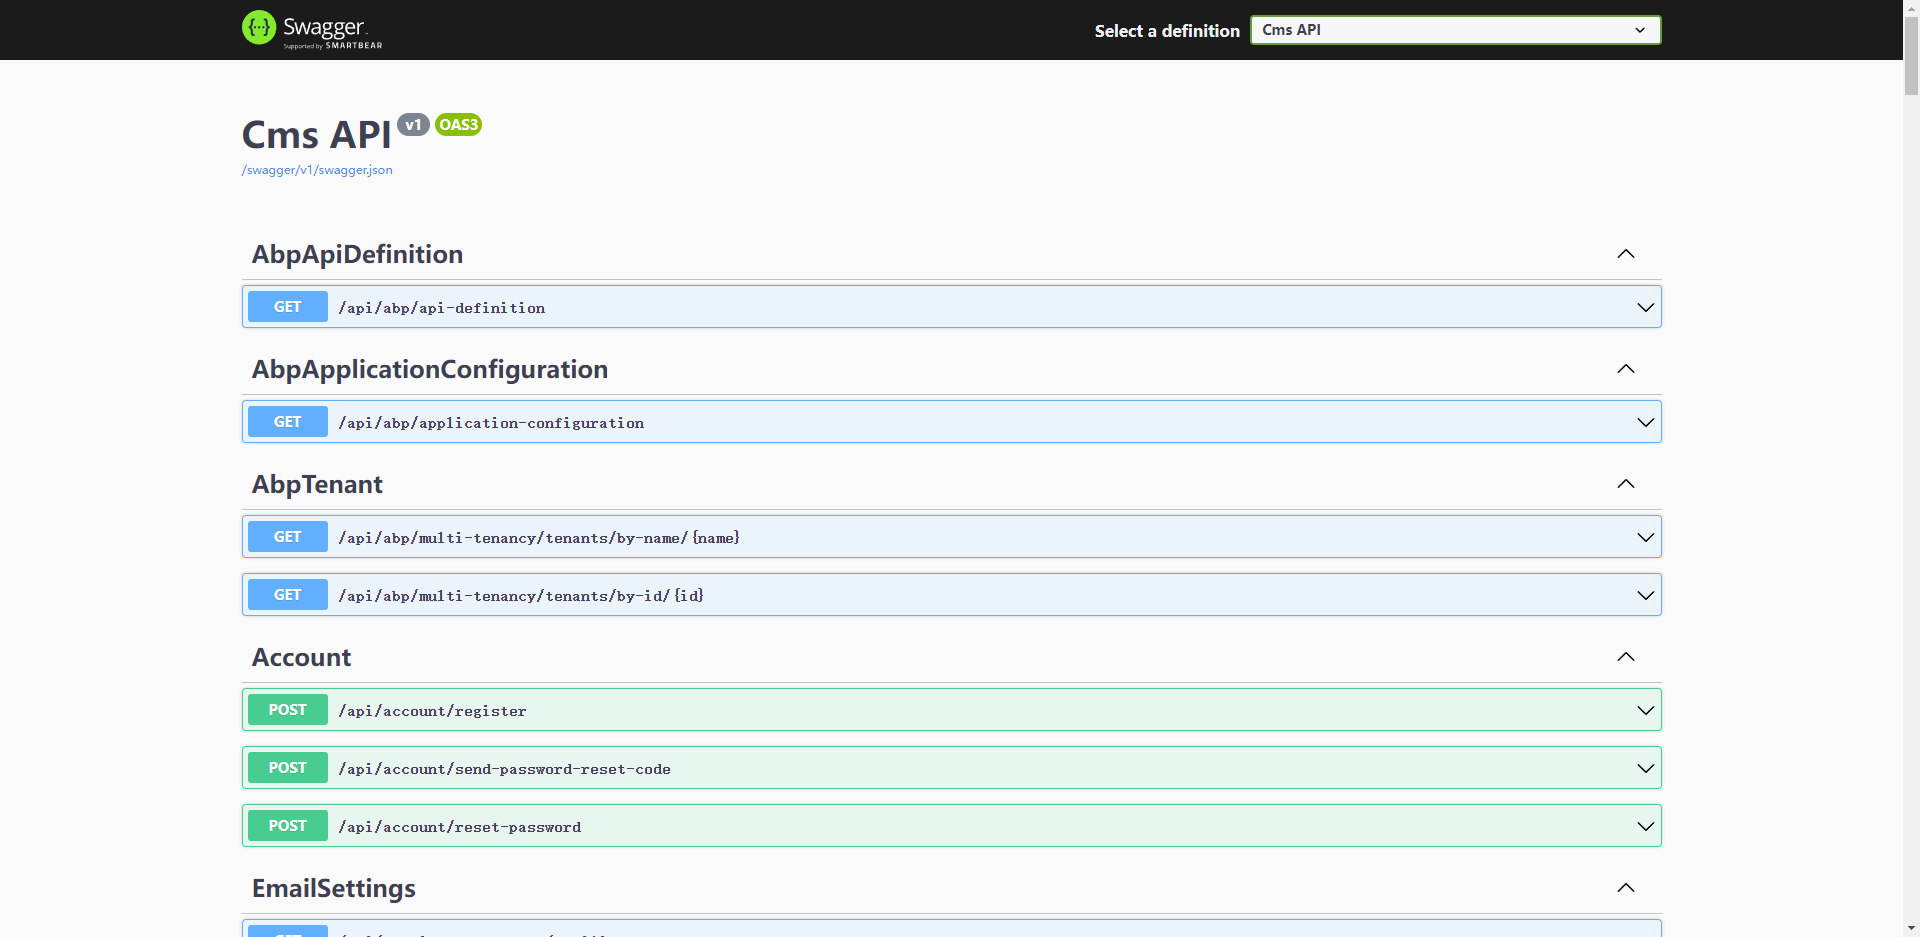 Swagger.
Supported by SMARTBEAR
Select a definition
Cms API
Cms API v1 OAS3
/swagger/v1/swagger.json
AbpApiDefinition
GET /api/abp/api-definition
AbpApplicationConfiguration
GET /api/abp/application-configuration
AbpTenant
GET /api/abp/multi-tenancy/tenants/by-name/{name}
GET /api/abp/multi-tenancy/tenants/by-id/{id}
Account
POST /api/account/register
POST /api/account/send-password-reset-code
POST /api/account/reset-password
EmailSettings
GET